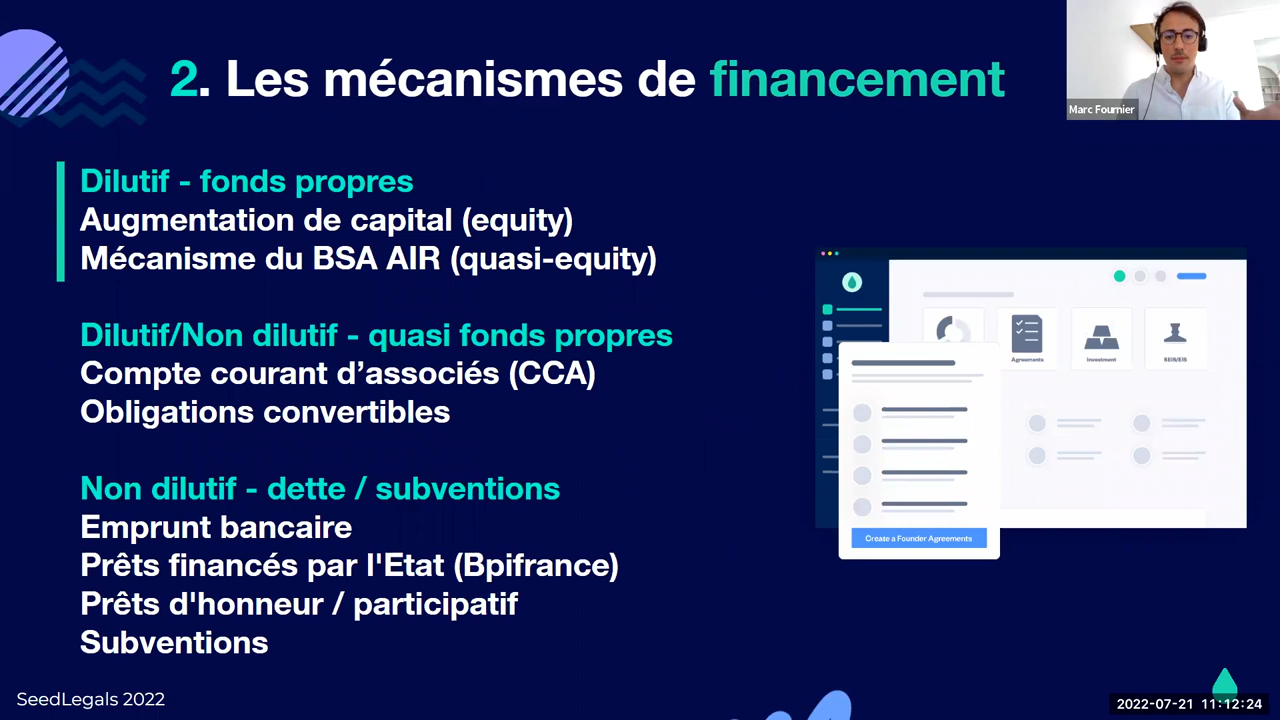 2. Les mécanismes de financement
Marc Fournier
Dilutif - fonds propres
Augmentation de capital (equity)
Mécanisme du BSA AIR (quasi-equity)
Dilutif/Non dilutif - quasi fonds propres
Compte courant d’associés (CCA)
Obligations convertibles
Non dilutif - dette / subventions
Emprunt bancaire
Prêts financés par l'Etat (Bpifrance)
Prêts d'honneur / participatif
Subventions
Agreements
Investment
SEIS/EIS
Create a Founder Agreements
SeedLegals 2022
2022-07-21 11:12:24